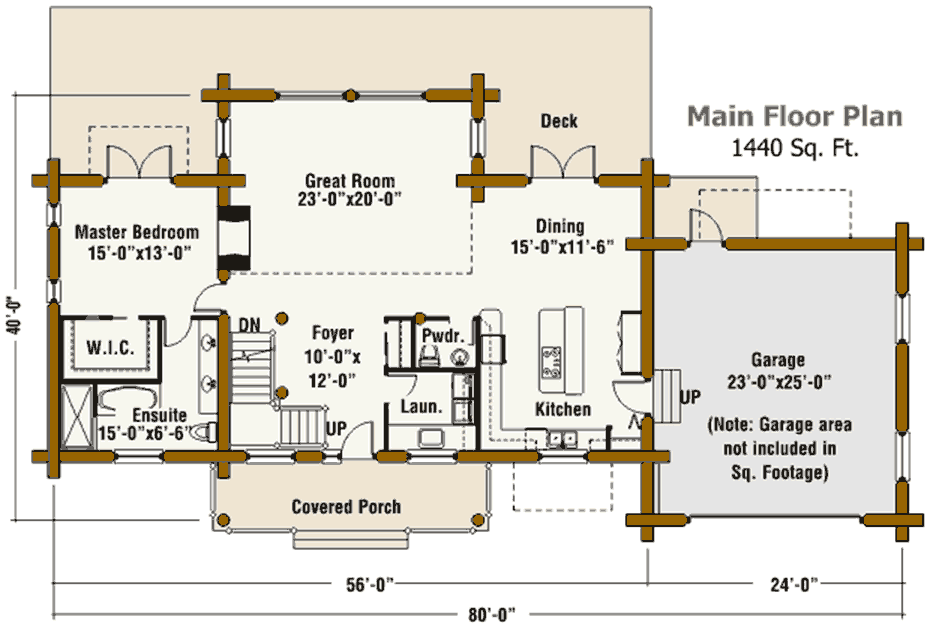 Main Floor Plan
1440 Sq. Ft.
Deck
Great Room
23'-0"x20'-0"
Dining
15'-0"x11'-6"
Master Bedroom
15'-0"x13'-0"
40'-0"
DN
Foyer
10'-0"x
12'-0"
Pwdr.
W.I.C.
Garage
23'-0"x25'-0"
(Note: Garage area
not included in
Sq. Footage)
UP
Laun.
Kitchen
Ensuite
15'-0"x6'-6"
UP
Covered Porch
56'-0"
24'-0"
80'-0"